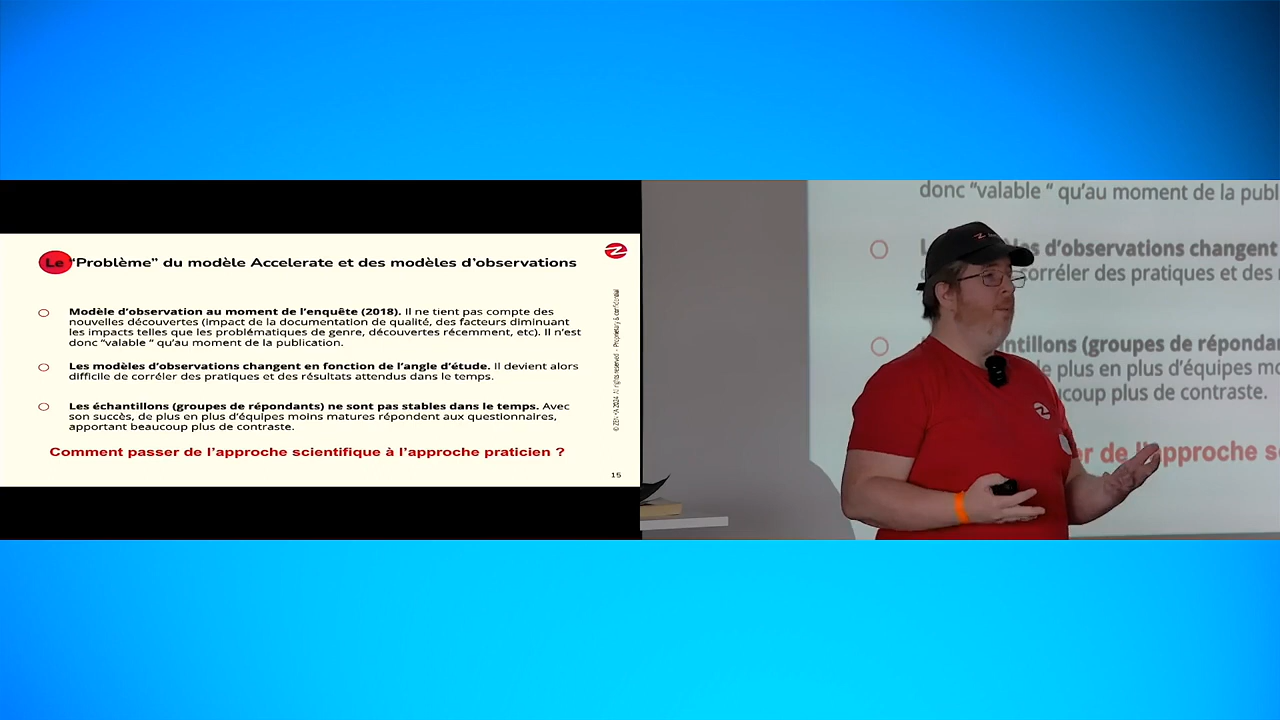 Le "Problème" du modèle Accelerate et des modèles d'observations
Modèle d'observation au moment de l'enquête (2018). Il ne tient pas compte des
nouvelles découvertes (impact de la documentation de qualité, des facteurs diminuant
les impacts telles que les problématiques de genre, découvertes récemment, etc). Il n'est
donc "valable " qu'au moment de la publication.
Les modèles d'observations changent en fonction de l'angle d'étude. Il devient alors
difficile de corréler des pratiques et des résultats attendus dans le temps.
Les échantillons (groupes de répondants) ne sont pas stables dans le temps. Avec
son succès, de plus en plus d'équipes moins matures répondent aux questionnaires,
apportant beaucoup plus de contraste.
Comment passer de l'approche scientifique à l'approche praticien ?
15
donc "valable " qu'au moment de la publ
d'observations changent
des pratiques et des
(groupes de répondan
de plus en plus d'équipes mo
plus de contraste.
de l'approche s